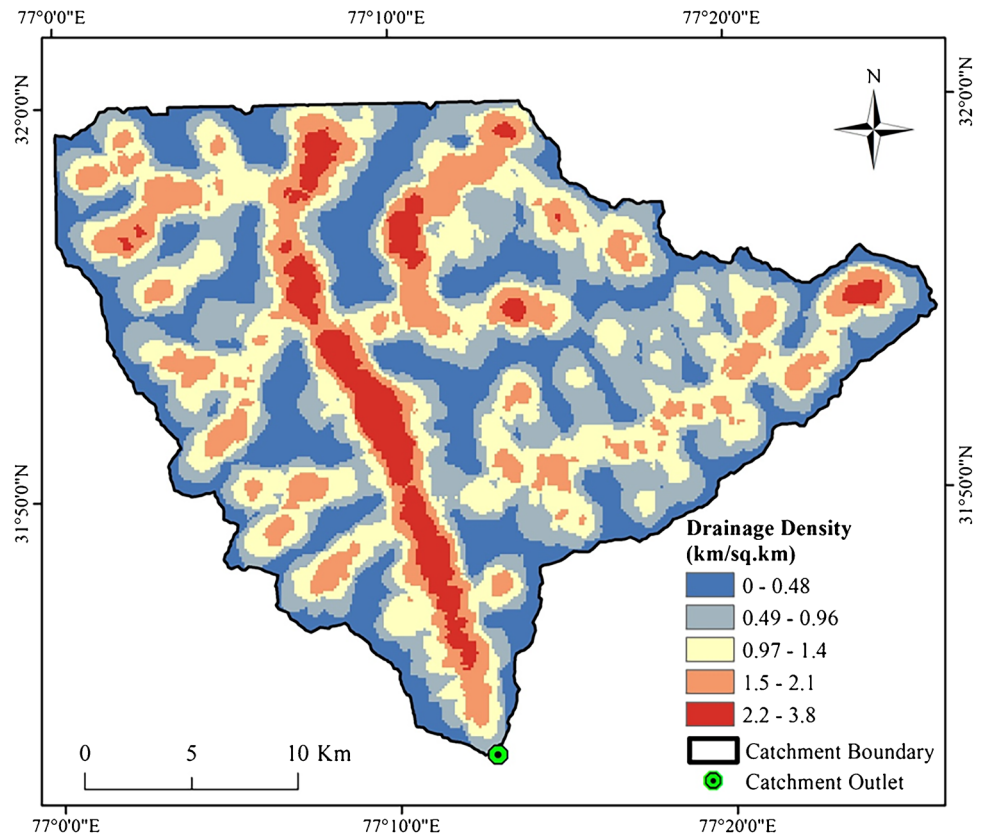 77°0'0"E 77°10'0"E 77°20'0"E
32°0'0"N
32°0'0"N
N
31°50'0"N
31°50'0"N
Drainage Density
(km/sq.km)
0 - 0.48
0.49 - 0.96
0.97 - 1.4
1.5 - 2.1
2.2 - 3.8
Catchment Boundary
Catchment Outlet
0 5 10 Km
77°0'0"E 77°10'0"E 77°20'0"E